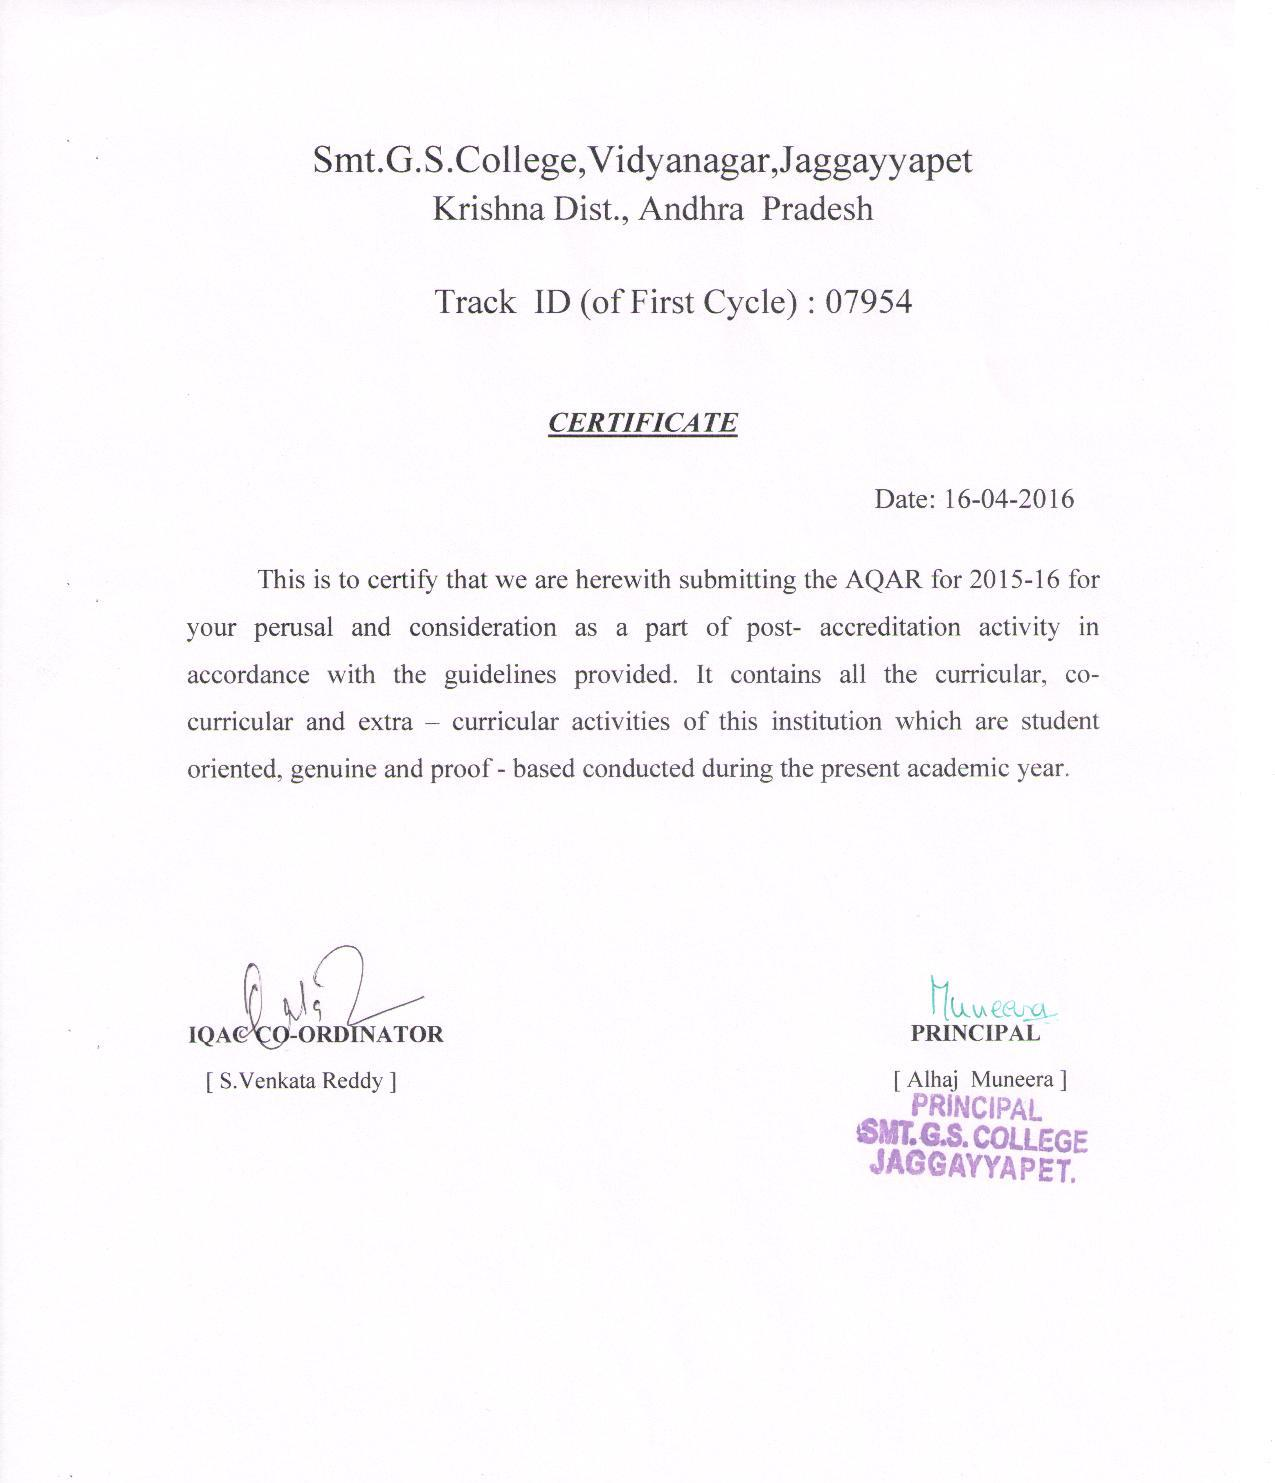 Smt.G.S.College,Vidyanagar,Jaggayyapet
Krishna Dist., Andhra Pradesh
Track ID (of First Cycle) : 07954
CERTIFICATE
Date: 16-04-2016
This is to certify that we are herewith submitting the AQAR for 2015-16 for
your perusal and consideration as a part of post- accreditation activity in
accordance with the guidelines provided. It contains all the curricular, co-
curricular and extra – curricular activities of this institution which are student
oriented, genuine and proof - based conducted during the present academic year.
IQAC CO-ORDINATOR
[ S.Venkata Reddy ]
Muneera
PRINCIPAL
[ Alhaj Muneera ]
PRINCIPAL
SMT.G.S. COLLEGE
JAGGAYYAPET.